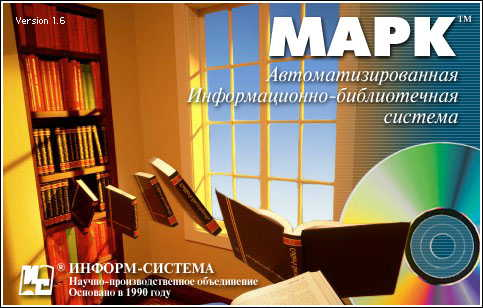 Version 1.6
МАРК™
Автоматизированная
Информационно-библиотечная
система
® ИНФОРМ-СИСТЕМА
Научно-производственное объединение
Основано в 1990 году